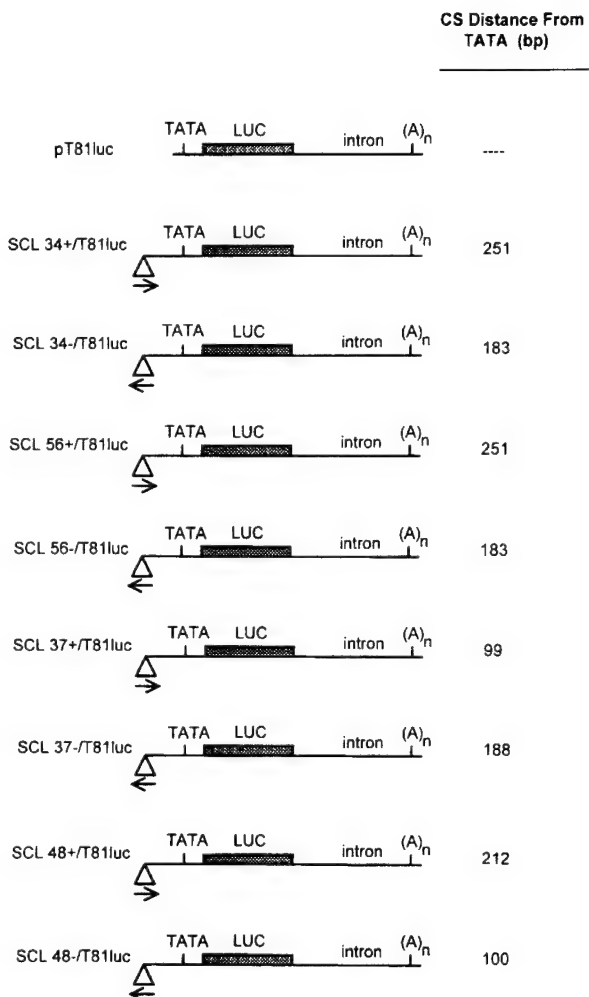 CS Distance From
TATA (bp)
TATA LUC intron (A)n
pT81luc ----
TATA LUC intron (A)n
SCL 34+/T81luc 251
TATA LUC intron (A)n
SCL 34-/T81luc 183
TATA LUC intron (A)n
SCL 56+/T81luc 251
TATA LUC intron (A)n
SCL 56-/T81luc 183
TATA LUC intron (A)n
SCL 37+/T81luc 99
TATA LUC intron (A)n
SCL 37-/T81luc 188
TATA LUC intron (A)n
SCL 48+/T81luc 212
TATA LUC intron (A)n
SCL 48-/T81luc 100